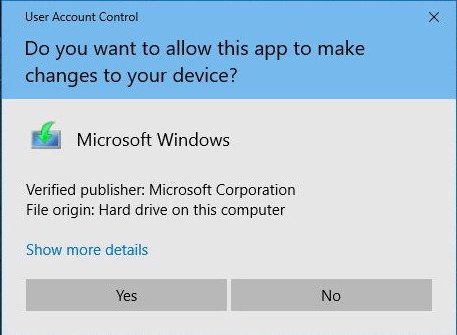 User Account Control
Do you want to allow this app to make
changes to your device?
Microsoft Windows
Verified publisher: Microsoft Corporation
File origin: Hard drive on this computer
Show more details
Yes
No